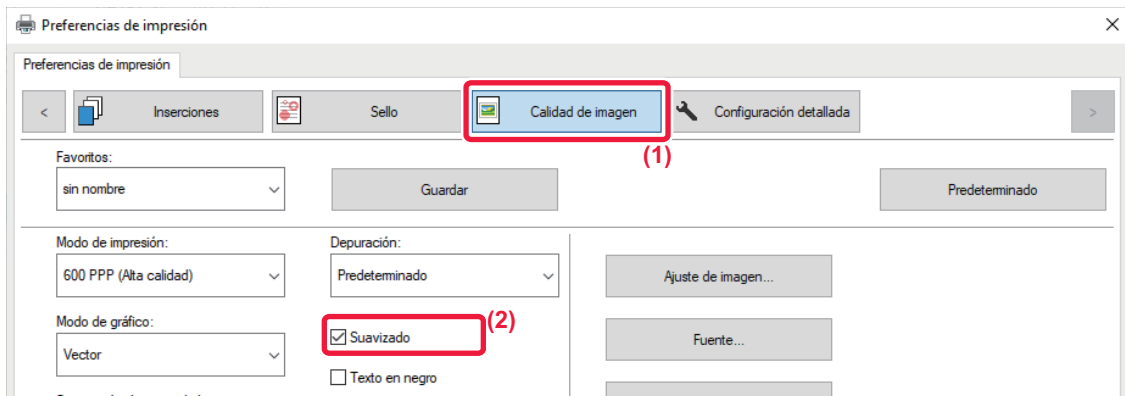 Preferencias de impresión
Preferencias de impresión
< Inserciones Sello Calidad de imagen Configuración detallada >
(1)
Favoritos:
sin nombre Guardar Predeterminado
Modo de impresión: Depuración:
600 PPP (Alta calidad) Predeterminado Ajuste de imagen...
Modo de gráfico: (2)
Suavizado Fuente...
Vector
Texto en negro